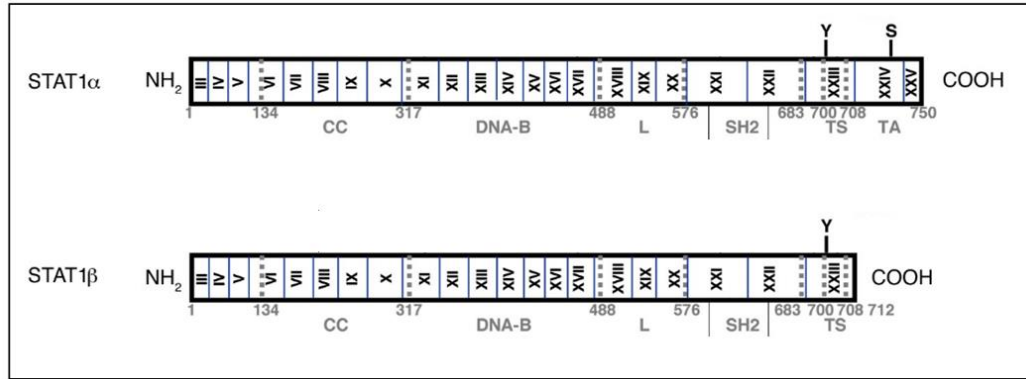 Y S
STAT1α NH2 III IV V VI VII VIII IX X XI XII XIII XIV XV XVI XVII XVIII XIX XX XXI XXII XXIII XXIV XXV COOH
1 134 317 488 576 683 700 708 750
CC DNA-B L SH2 TS TA
Y
STAT1β NH2 III IV V VI VII VIII IX X XI XII XIII XIV XV XVI XVII XVIII XIX XX XXI XXII XXIII COOH
1 134 317 488 576 683 700 708 712
CC DNA-B L SH2 TS